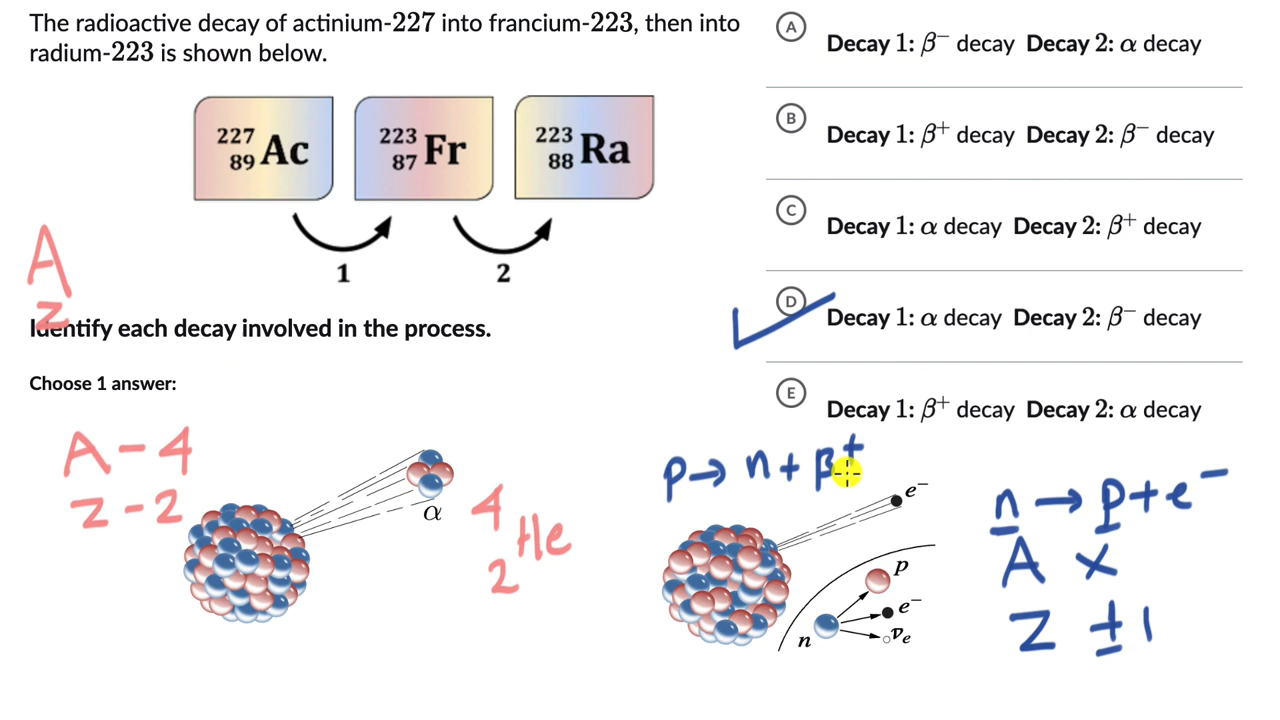 The radioactive decay of actinium-227 into francium-223, then into
radium-223 is shown below.
227
89 Ac
223
87 Fr
223
88 Ra
1
2
A
Z
Identify each decay involved in the process.
Choose 1 answer:
A
Decay 1: β⁻ decay Decay 2: α decay
B
Decay 1: β⁺ decay Decay 2: β⁻ decay
C
Decay 1: α decay Decay 2: β⁺ decay
D
Decay 1: α decay Decay 2: β⁻ decay
E
Decay 1: β⁺ decay Decay 2: α decay
A - 4
Z - 2
α
4
2 He
p → n + β⁺
e⁻
p
e⁻
n
ν̅e
n → p + e⁻
A ×
Z ± 1